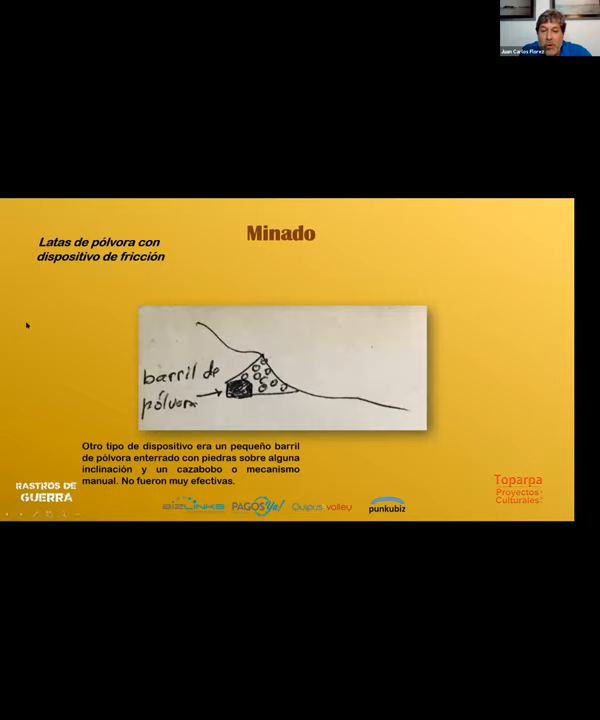 Juan Carlos Florez
Minado
Latas de pólvora con
dispositivo de fricción
barril de
pólvora
Otro tipo de dispositivo era un pequeño barril
de pólvora enterrado con piedras sobre alguna
inclinación y un cazabobo o mecanismo
manual. No fueron muy efectivas.
RASTROS DE
GUERRA
BIZLINKS
PAGOS Ya!
Quipus valley
punkubiz
Toparpa
Proyectos
Culturales